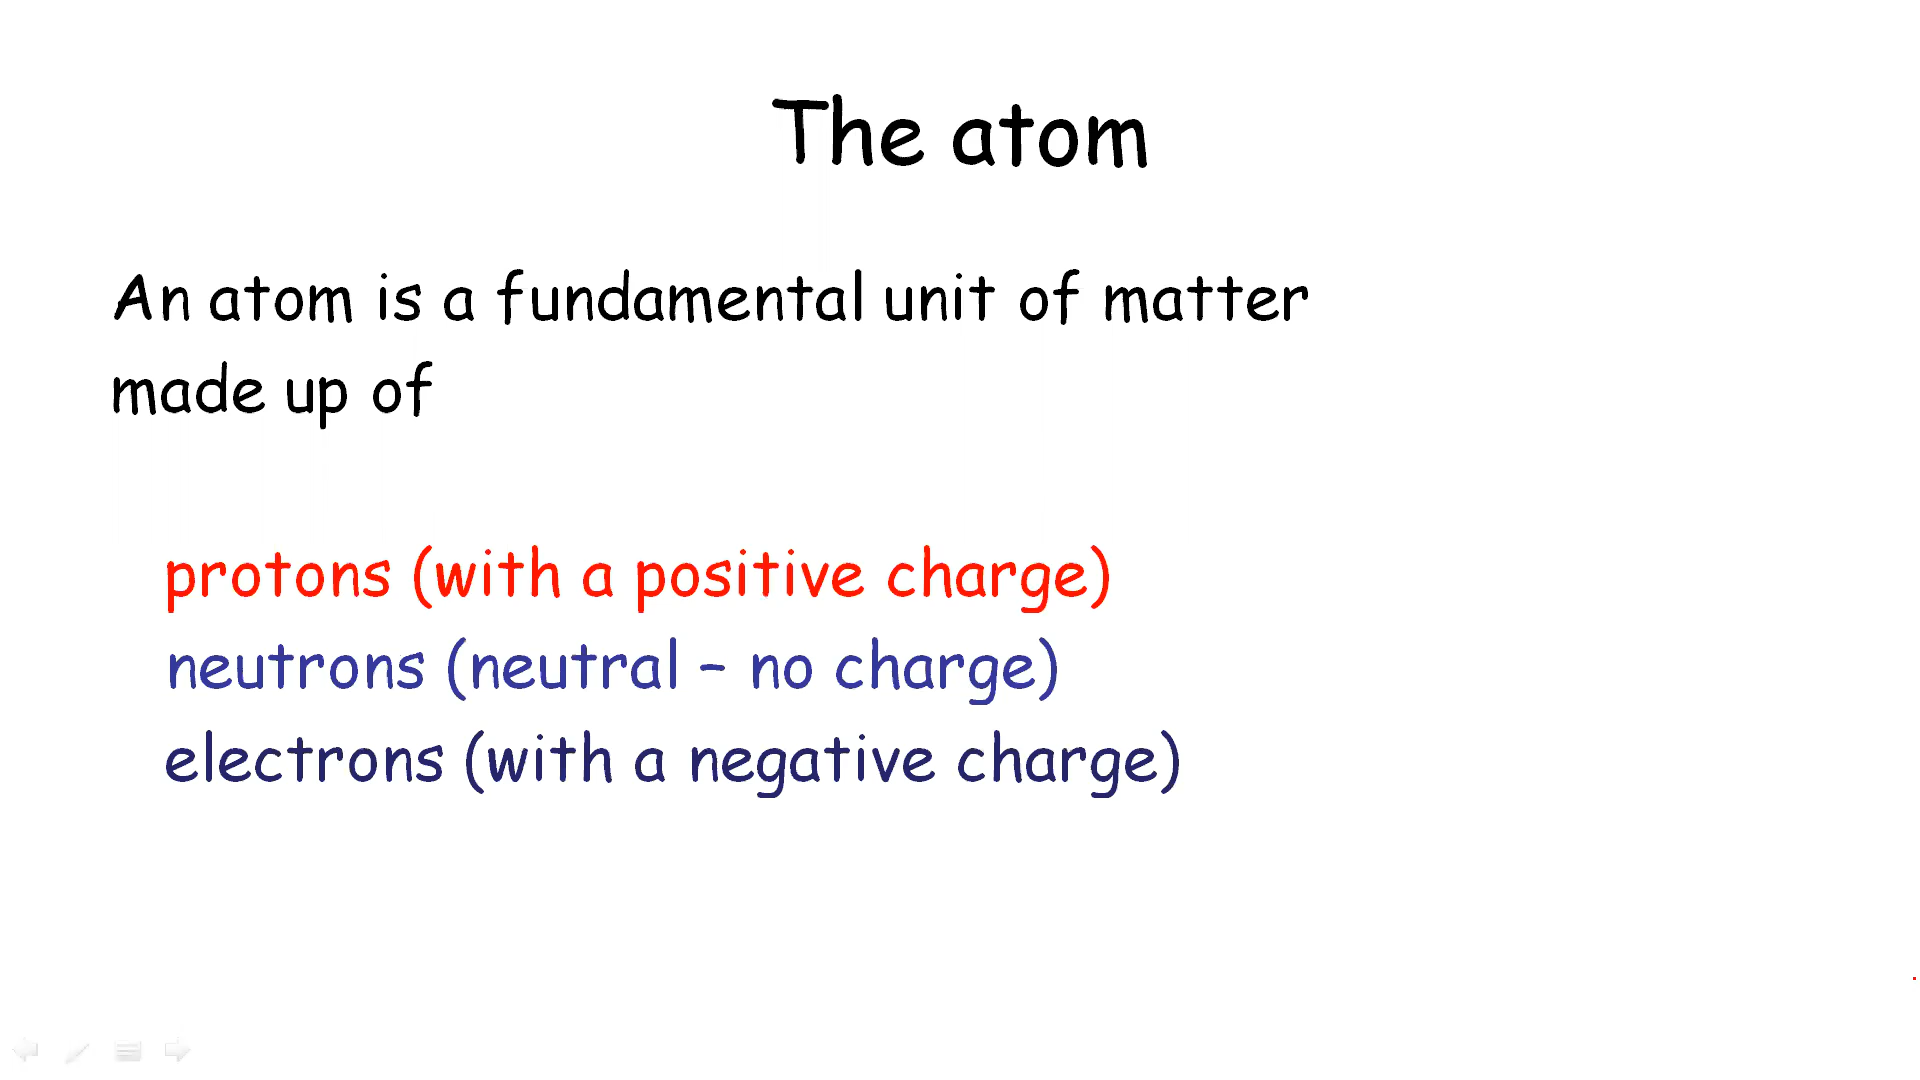 The atom
An atom is a fundamental unit of matter
made up of
protons (with a positive charge)
neutrons (neutral – no charge)
electrons (with a negative charge)